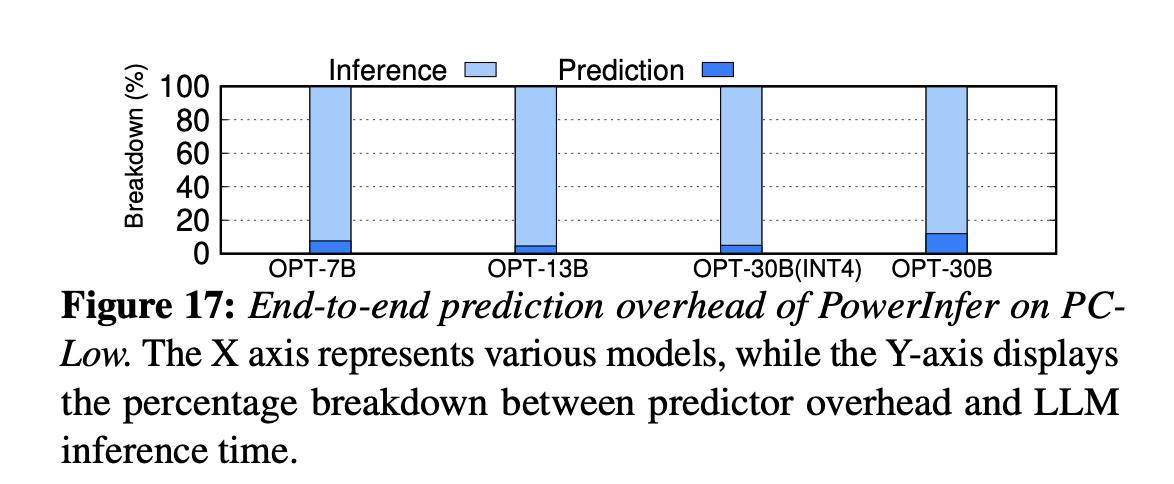 Inference Prediction
Breakdown (%)
100
80
60
40
20
0
OPT-7B OPT-13B OPT-30B(INT4) OPT-30B
Figure 17: End-to-end prediction overhead of PowerInfer on PC-
Low. The X axis represents various models, while the Y-axis displays
the percentage breakdown between predictor overhead and LLM
inference time.